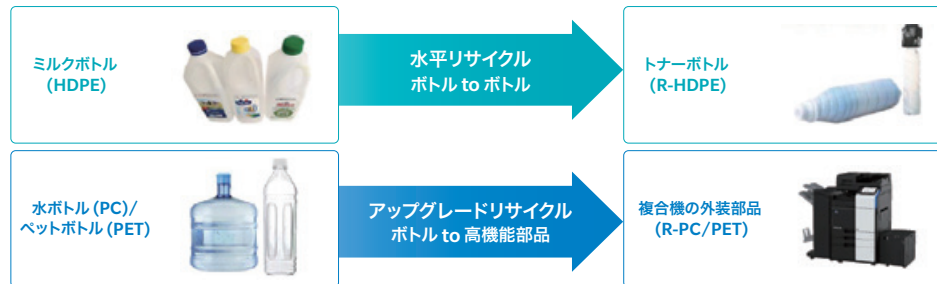 ミルクボトル
(HDPE)
水平リサイクル
ボトル to ボトル
トナーボトル
(R-HDPE)
水ボトル (PC)/
ペットボトル (PET)
アップグレードリサイクル
ボトル to 高機能部品
複合機の外装部品
(R-PC/PET)